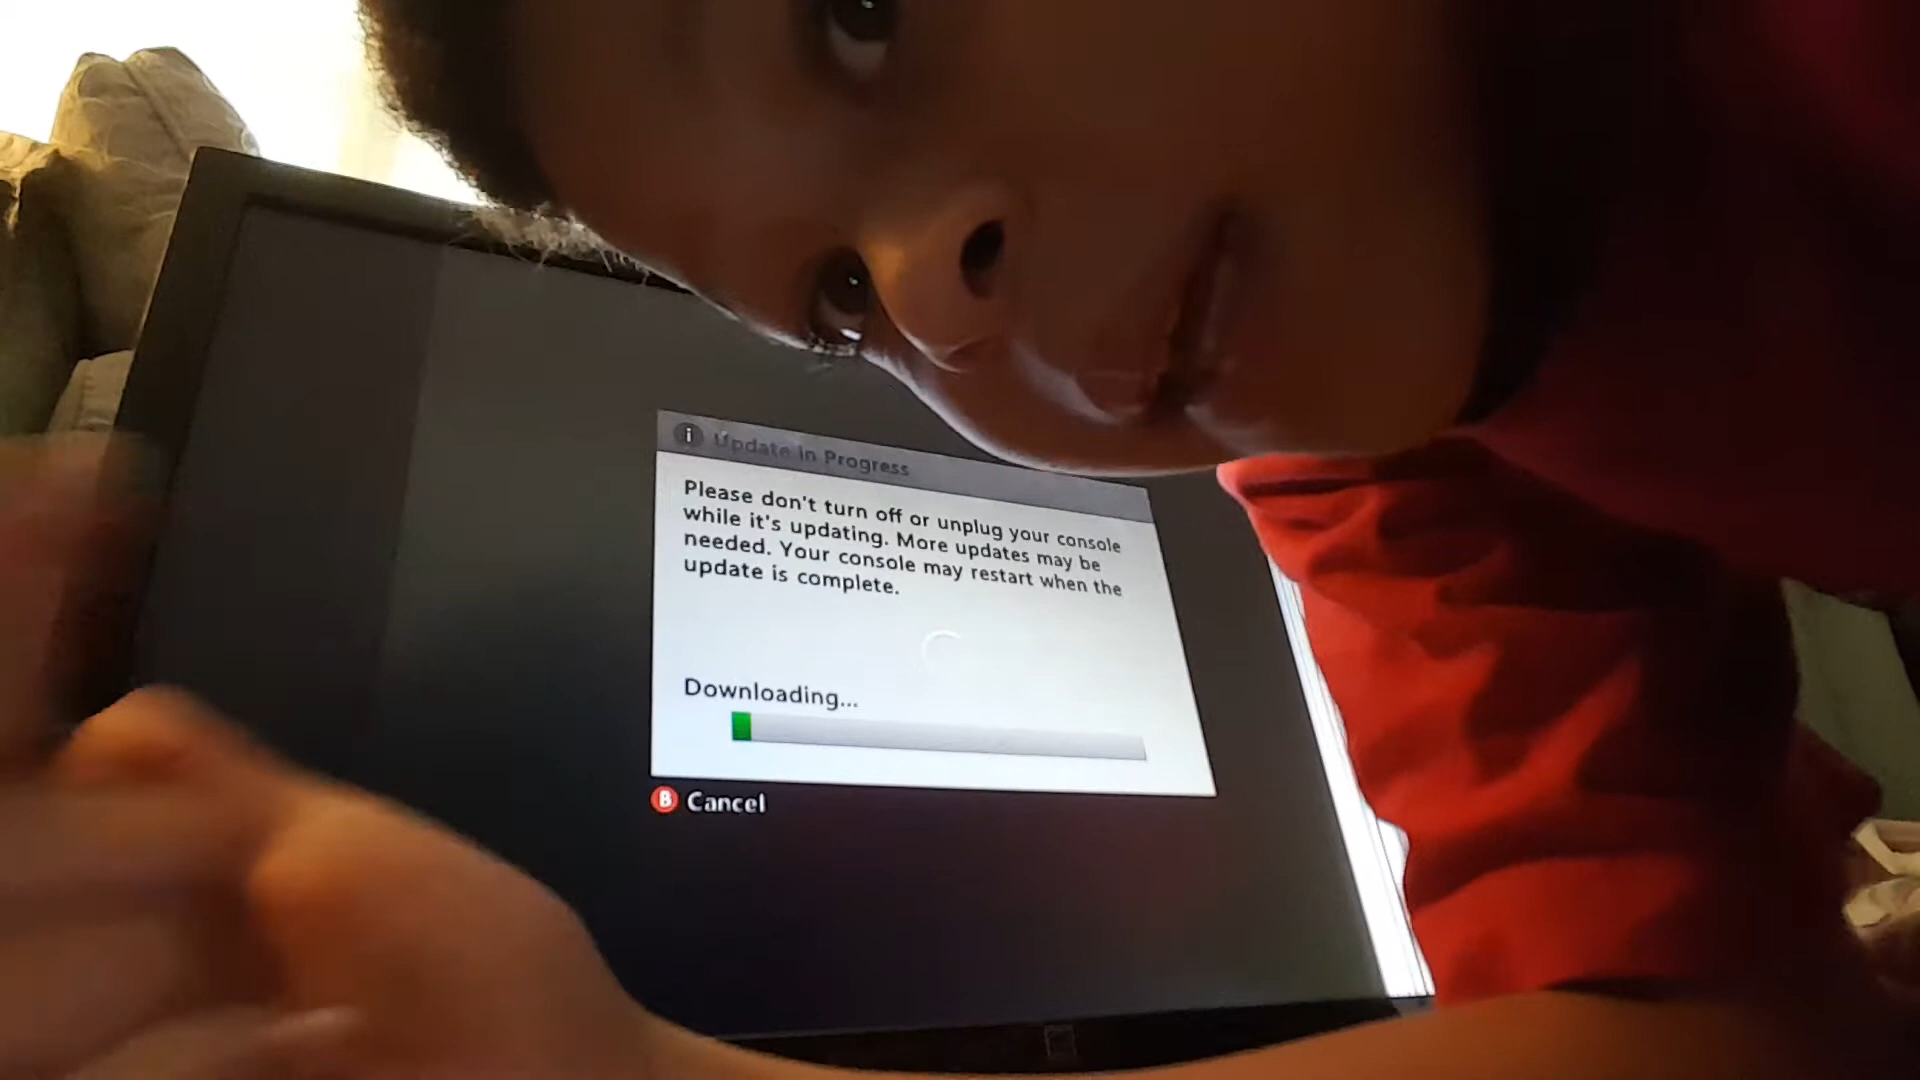 i Update in Progress
Please don't turn off or unplug your console
while it's updating. More updates may be
needed. Your console may restart when the
update is complete.
Downloading...
B Cancel